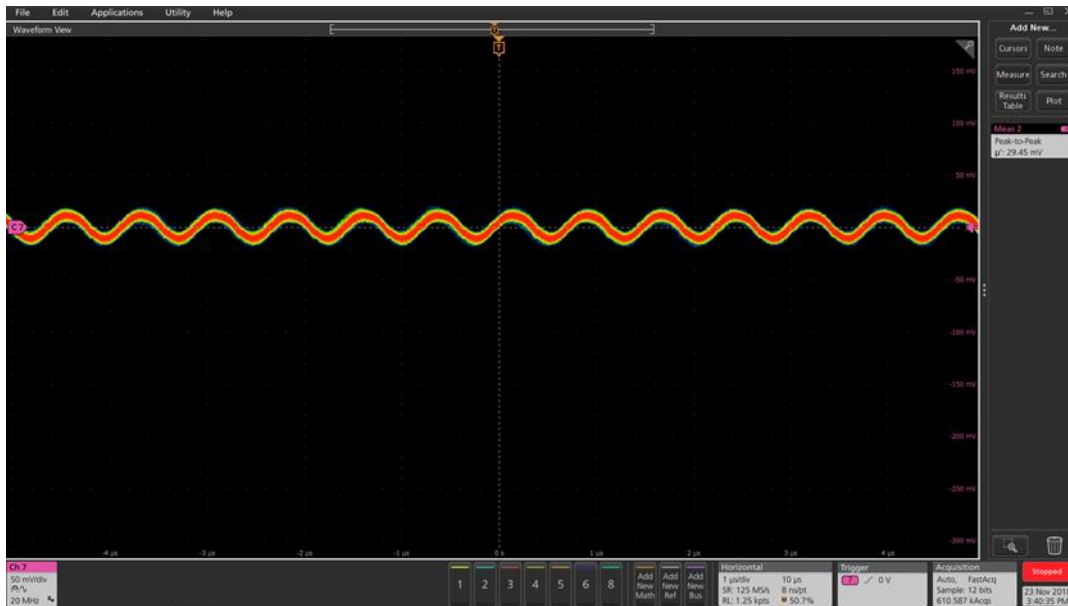 File Edit Applications Utility Help
Waveform View
T
T
Add New...
Cursors Note
Measure Search
Results Table Plot
Meas 2
Peak-to-Peak
µ': 29.45 mV
150 mV
100 mV
50 mV
C 7
-50 mV
-100 mV
-150 mV
-200 mV
-250 mV
-300 mV
-4 µs -3 µs -2 µs -1 µs 0 s 1 µs 2 µs 3 µs 4 µs
Ch 7
50 mV/div
20 MHz
1 2 3 4 5 6 8
Add New Math
Add New Ref
Add New Bus
Horizontal
1 µs/div 10 µs
SR: 125 MS/s 8 ns/pt
RL: 1.25 kpts 50.7%
Trigger
7 0 V
Acquisition
Auto, FastAcq
Sample: 12 bits
610.587 kAcqs
Stopped
23 Nov 2018
3:40:35 PM